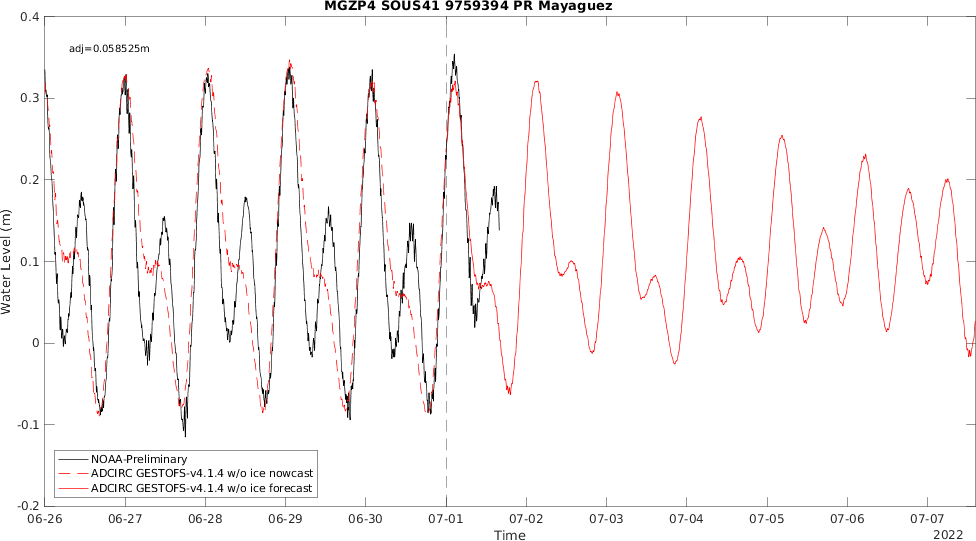 MGZP4 SOUS41 9759394 PR Mayaguez
adj=0.058525m
0.4
0.3
0.2
0.1
0
-0.1
-0.2
Water Level (m)
NOAA-Preliminary
ADCIRC GESTOFS-v4.1.4 w/o ice nowcast
ADCIRC GESTOFS-v4.1.4 w/o ice forecast
06-26 06-27 06-28 06-29 06-30 07-01 07-02 07-03 07-04 07-05 07-06 07-07
Time
2022